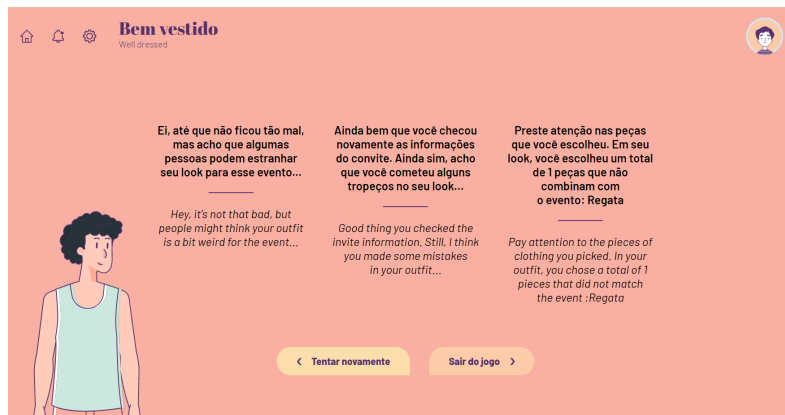 Bem vestido
Well dressed
Ei, até que não ficou tão mal,
mas acho que algumas
pessoas podem estranhar
seu look para esse evento...
Hey, it's not that bad, but
people might think your outfit
is a bit weird for the event...
Ainda bem que você checou
novamente as informações
do convite. Ainda sim, acho
que você cometeu alguns
tropeços no seu look...
Good thing you checked the
invite information. Still, I think
you made some mistakes
in your outfit...
Preste atenção nas peças
que você escolheu. Em seu
look, você escolheu um total
de 1 peças que não
combinam com
o evento: Regata
Pay attention to the pieces of
clothing you picked. In your
outfit, you chose a total of 1
pieces that did not match
the event :Regata
Tentar novamente
Sair do jogo